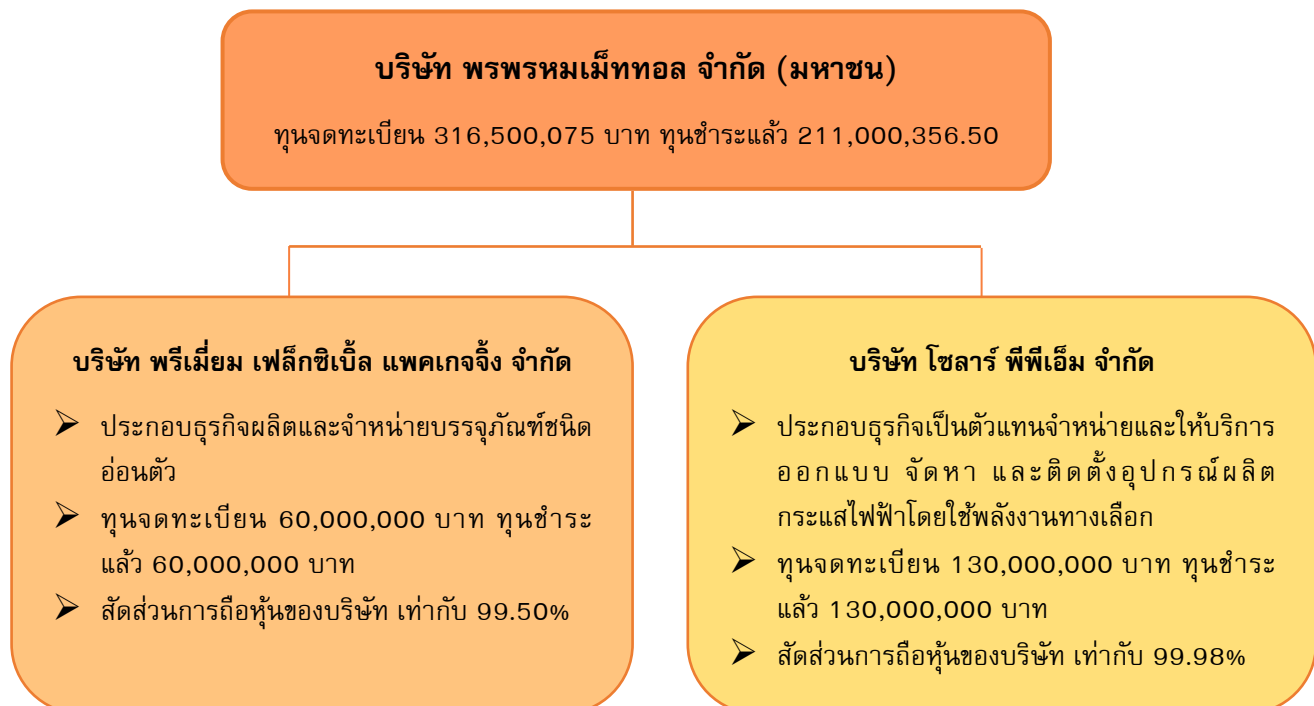 บริษัท พรพรหมเม็ททอล จำกัด (มหาชน)
ทุนจดทะเบียน 316,500,075 บาท ทุนชำระแล้ว 211,000,356.50
บริษัท พรีเมี่ยม เฟล็กซิเบิ้ล แพคเกจจิ้ง จำกัด
➢ ประกอบธุรกิจผลิตและจำหน่ายบรรจุภัณฑ์ชนิด
อ่อนตัว
➢ ทุนจดทะเบียน 60,000,000 บาท ทุนชำระ
แล้ว 60,000,000 บาท
➢ สัดส่วนการถือหุ้นของบริษัท เท่ากับ 99.50%
บริษัท โซลาร์ พีพีเอ็ม จำกัด
➢ ประกอบธุรกิจเป็นตัวแทนจำหน่ายและให้บริการ
ออกแบบ จัดหา และติดตั้งอุปกรณ์ผลิต
กระแสไฟฟ้าโดยใช้พลังงานทางเลือก
➢ ทุนจดทะเบียน 130,000,000 บาท ทุนชำระ
แล้ว 130,000,000 บาท
➢ สัดส่วนการถือหุ้นของบริษัท เท่ากับ 99.98%